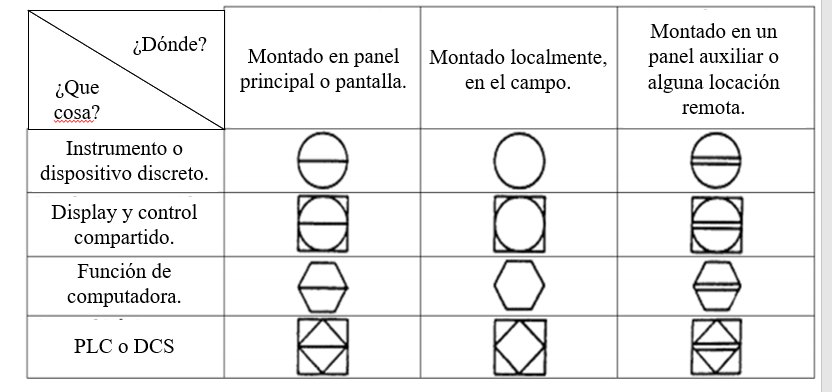 ¿Dónde?
¿Que
cosa?
Montado en panel
principal o pantalla.
Montado localmente,
en el campo.
Montado en un
panel auxiliar o
alguna locación
remota.
Instrumento o
dispositivo discreto.
Display y control
compartido.
Función de
computadora.
PLC o DCS